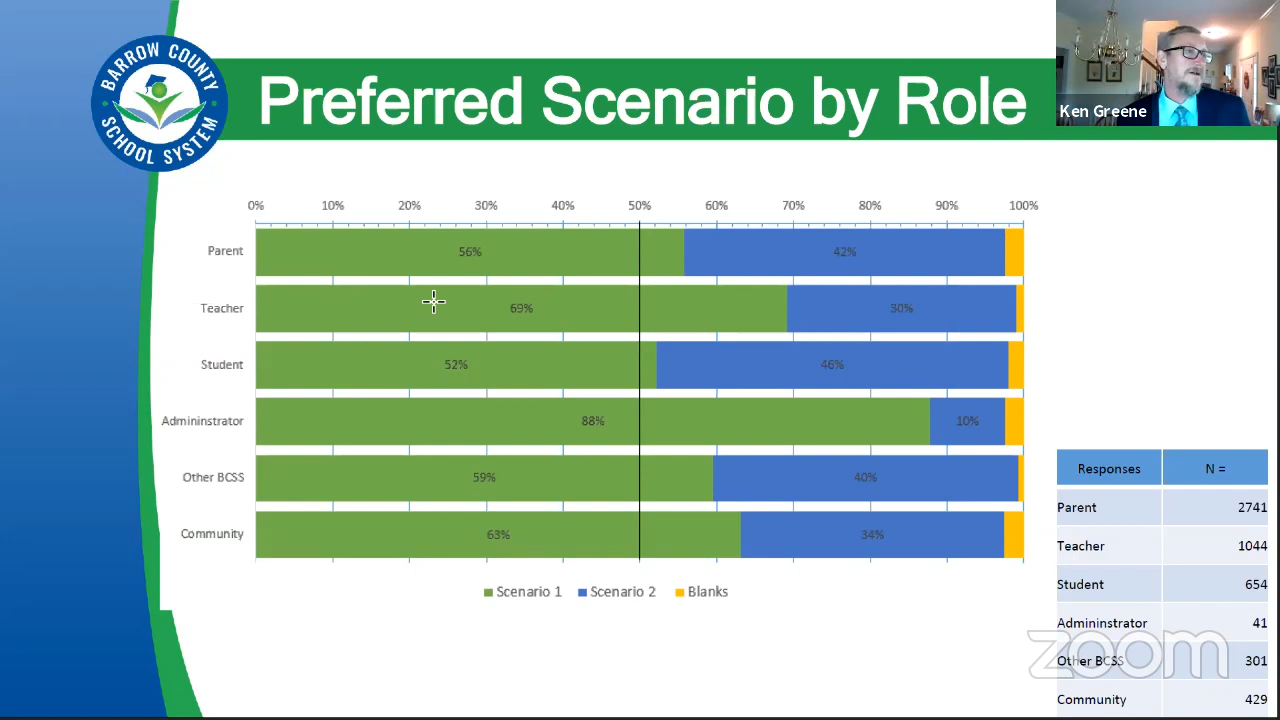 BARROW COUNTY
SCHOOL SYSTEM
Preferred Scenario by Role
Ken Greene
0% 10% 20% 30% 40% 50% 60% 70% 80% 90% 100%
Parent 56% 42%
Teacher 69% 30%
Student 52% 46%
Admininstrator 88% 10%
Other BCSS 59% 40%
Community 63% 34%
Scenario 1 Scenario 2 Blanks
Responses N =
Parent 2741
Teacher 1044
Student 654
Admininstrator 41
Other BCSS 301
Community 429
zoom